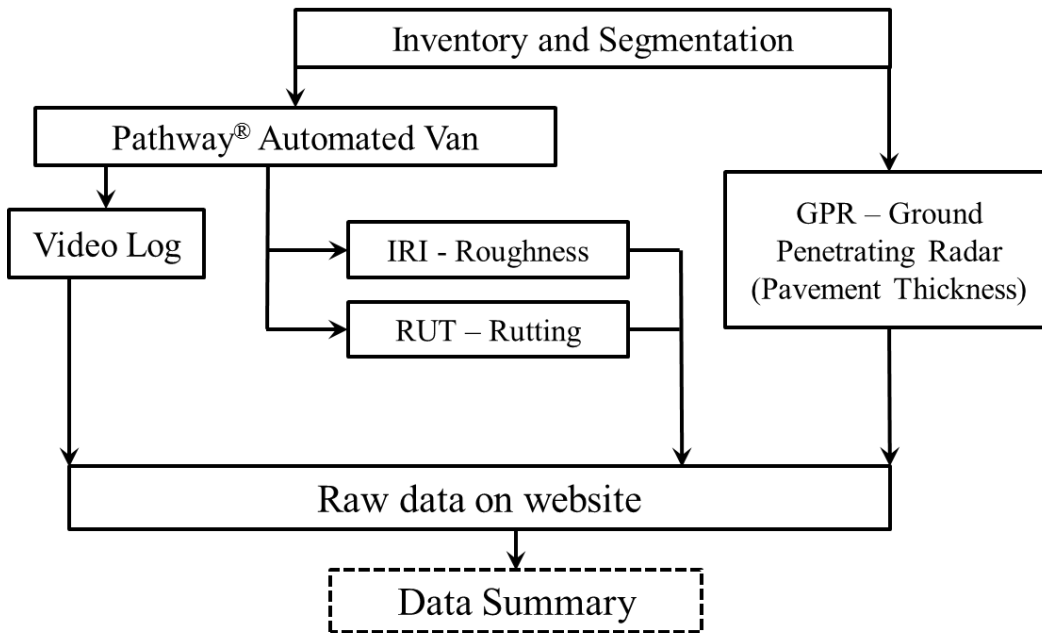 Inventory and Segmentation
Pathway® Automated Van
Video Log
IRI - Roughness
RUT – Rutting
GPR – Ground
Penetrating Radar
(Pavement Thickness)
Raw data on website
Data Summary